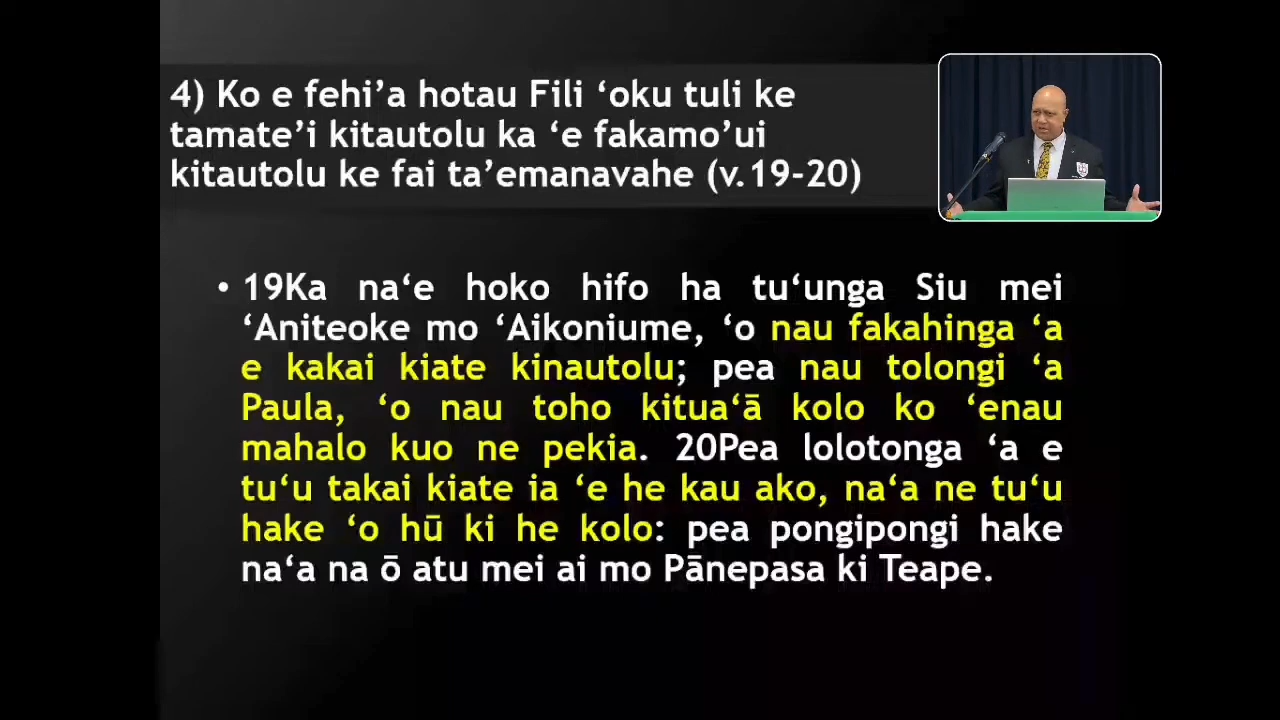 4) Ko e fehi’a hotau Fili ‘oku tuli ke
tamate’i kitautolu ka ‘e fakamo’ui
kitautolu ke fai ta’emanavahe (v.19-20)
• 19Ka na‘e hoko hifo ha tu‘unga Siu mei
‘Aniteoke mo ‘Aikoniume, ‘o nau fakahinga ‘a
e kakai kiate kinautolu; pea nau tolongi ‘a
Paula, ‘o nau toho kitua‘ā kolo ko ‘enau
mahalo kuo ne pekia. 20Pea lolotonga ‘a e
tu‘u takai kiate ia ‘e he kau ako, na‘a ne tu‘u
hake ‘o hū ki he kolo: pea pongipongi hake
na‘a na ō atu mei ai mo Pānepasa ki Teape.